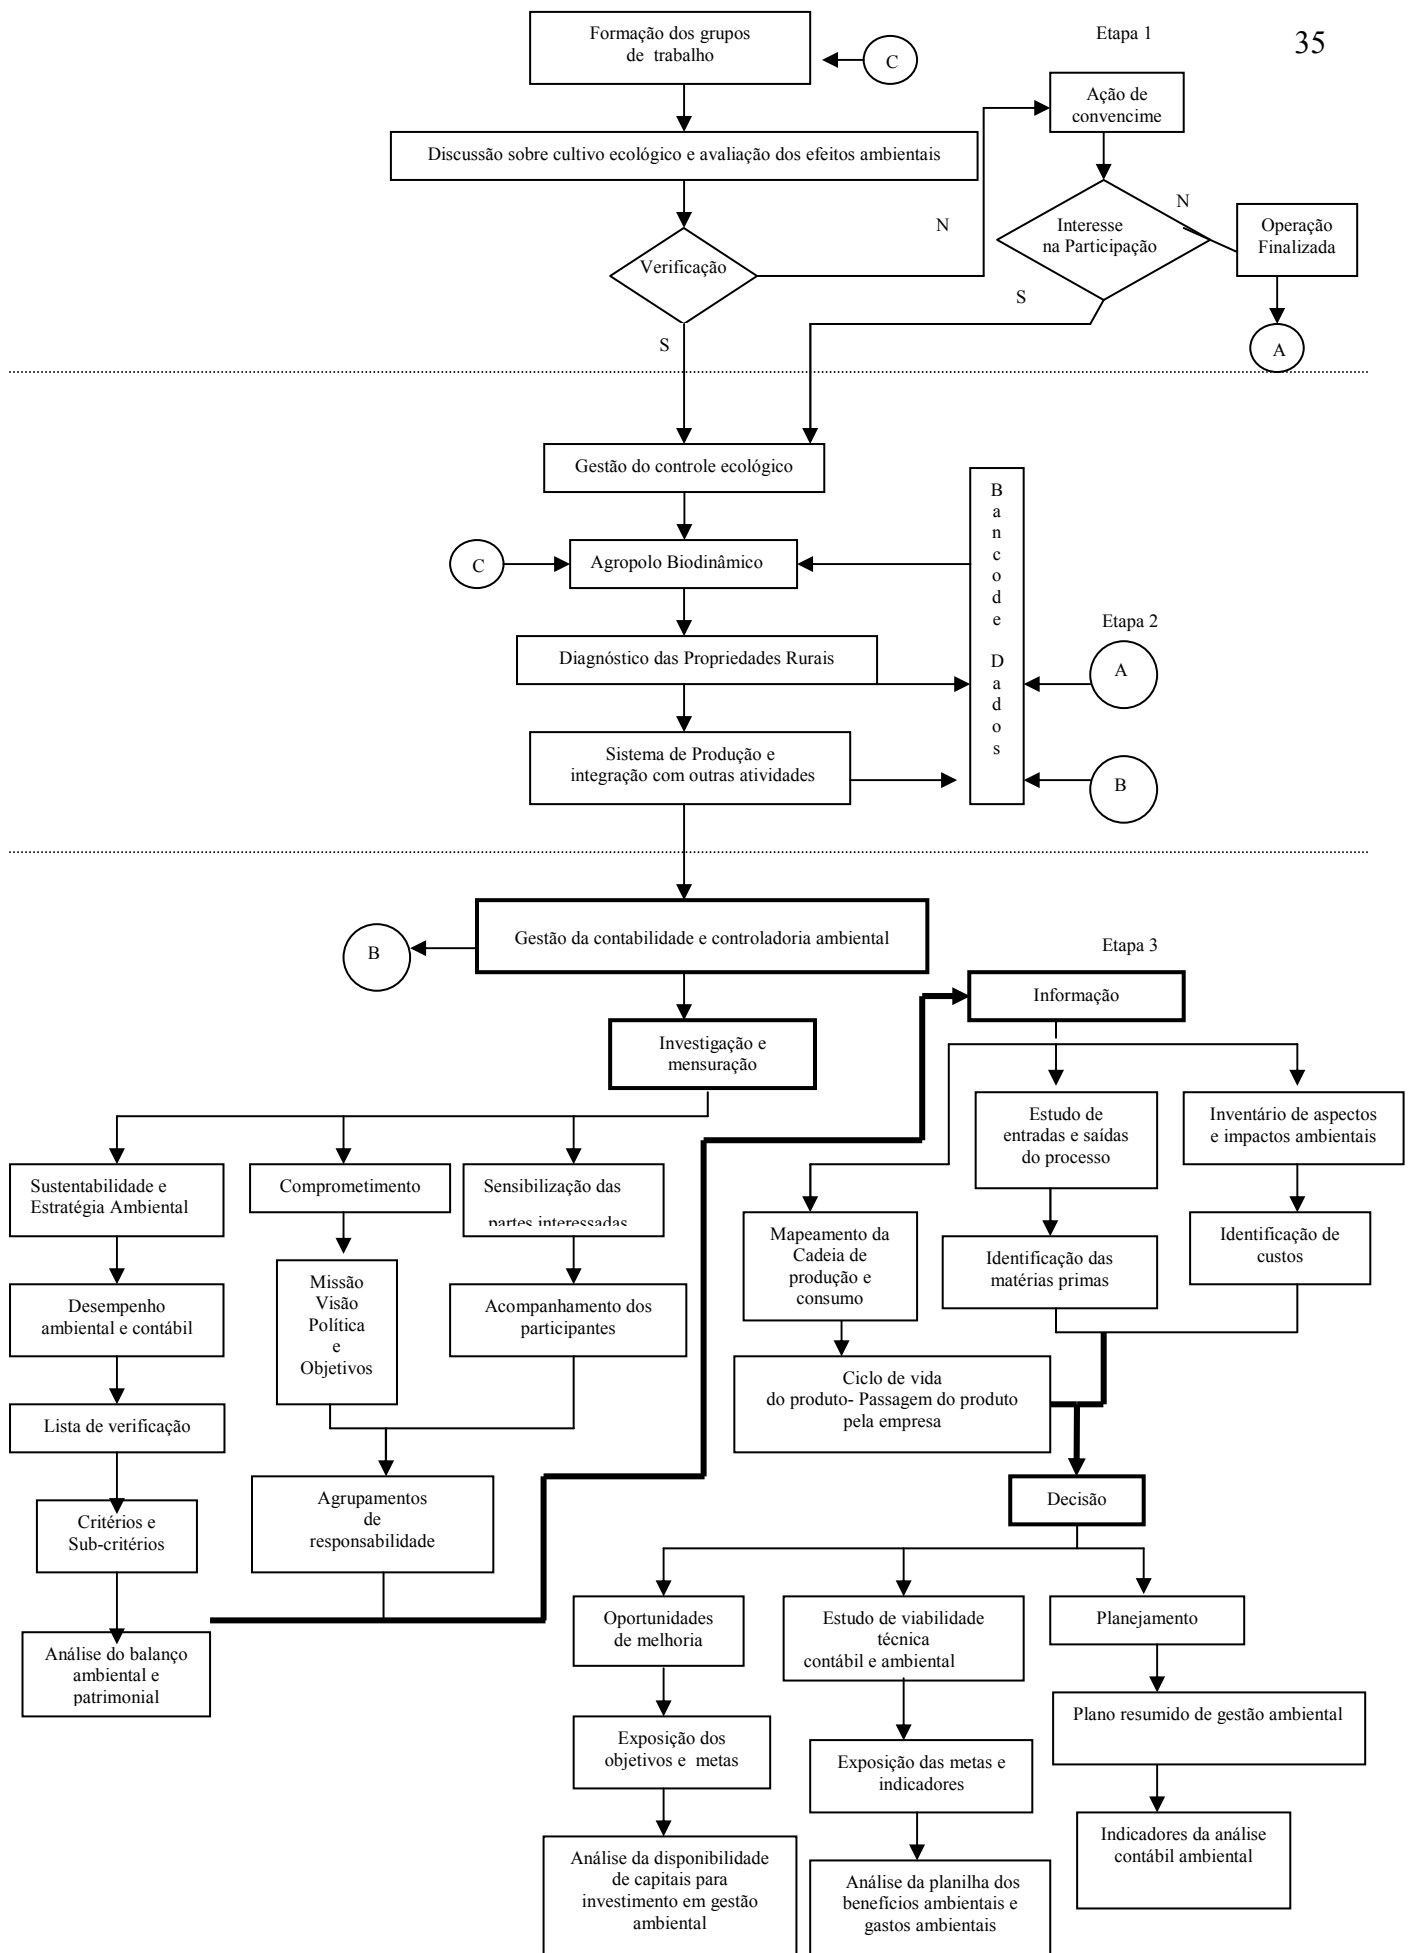 Formação dos grupos
de trabalho
C
Etapa 1
35
Ação de
convencime
Discussão sobre cultivo ecológico e avaliação dos efeitos ambientais
N
N
Interesse
na Participação
Operação
Finalizada
Verificação
S
S
A
Gestão do controle ecológico
Banco de Dados
C
Agropolo Biodinâmico
Etapa 2
Diagnóstico das Propriedades Rurais
A
Sistema de Produção e
integração com outras atividades
B
Gestão da contabilidade e controladoria ambiental
B
Etapa 3
Informação
Investigação e
mensuração
Estudo de
entradas e saídas
do processo
Inventário de aspectos
e impactos ambientais
Sustentabilidade e
Estratégia Ambiental
Comprometimento
Sensibilização das
partes interessadas
Mapeamento da
Cadeia de
produção e
consumo
Identificação das
matérias primas
Identificação de
custos
Desempenho
ambiental e contábil
Missão
Visão
Política
e
Objetivos
Acompanhamento dos
participantes
Ciclo de vida
do produto- Passagem do produto
pela empresa
Lista de verificação
Decisão
Critérios e
Sub-critérios
Agrupamentos
de
responsabilidade
Oportunidades
de melhoria
Estudo de viabilidade
técnica
contábil e ambiental
Planejamento
Análise do balanço
ambiental e
patrimonial
Exposição dos
objetivos e metas
Exposição das metas e
indicadores
Plano resumido de gestão ambiental
Análise da disponibilidade
de capitais para
investimento em gestão
ambiental
Análise da planilha dos
benefícios ambientais e
gastos ambientais
Indicadores da análise
contábil ambiental